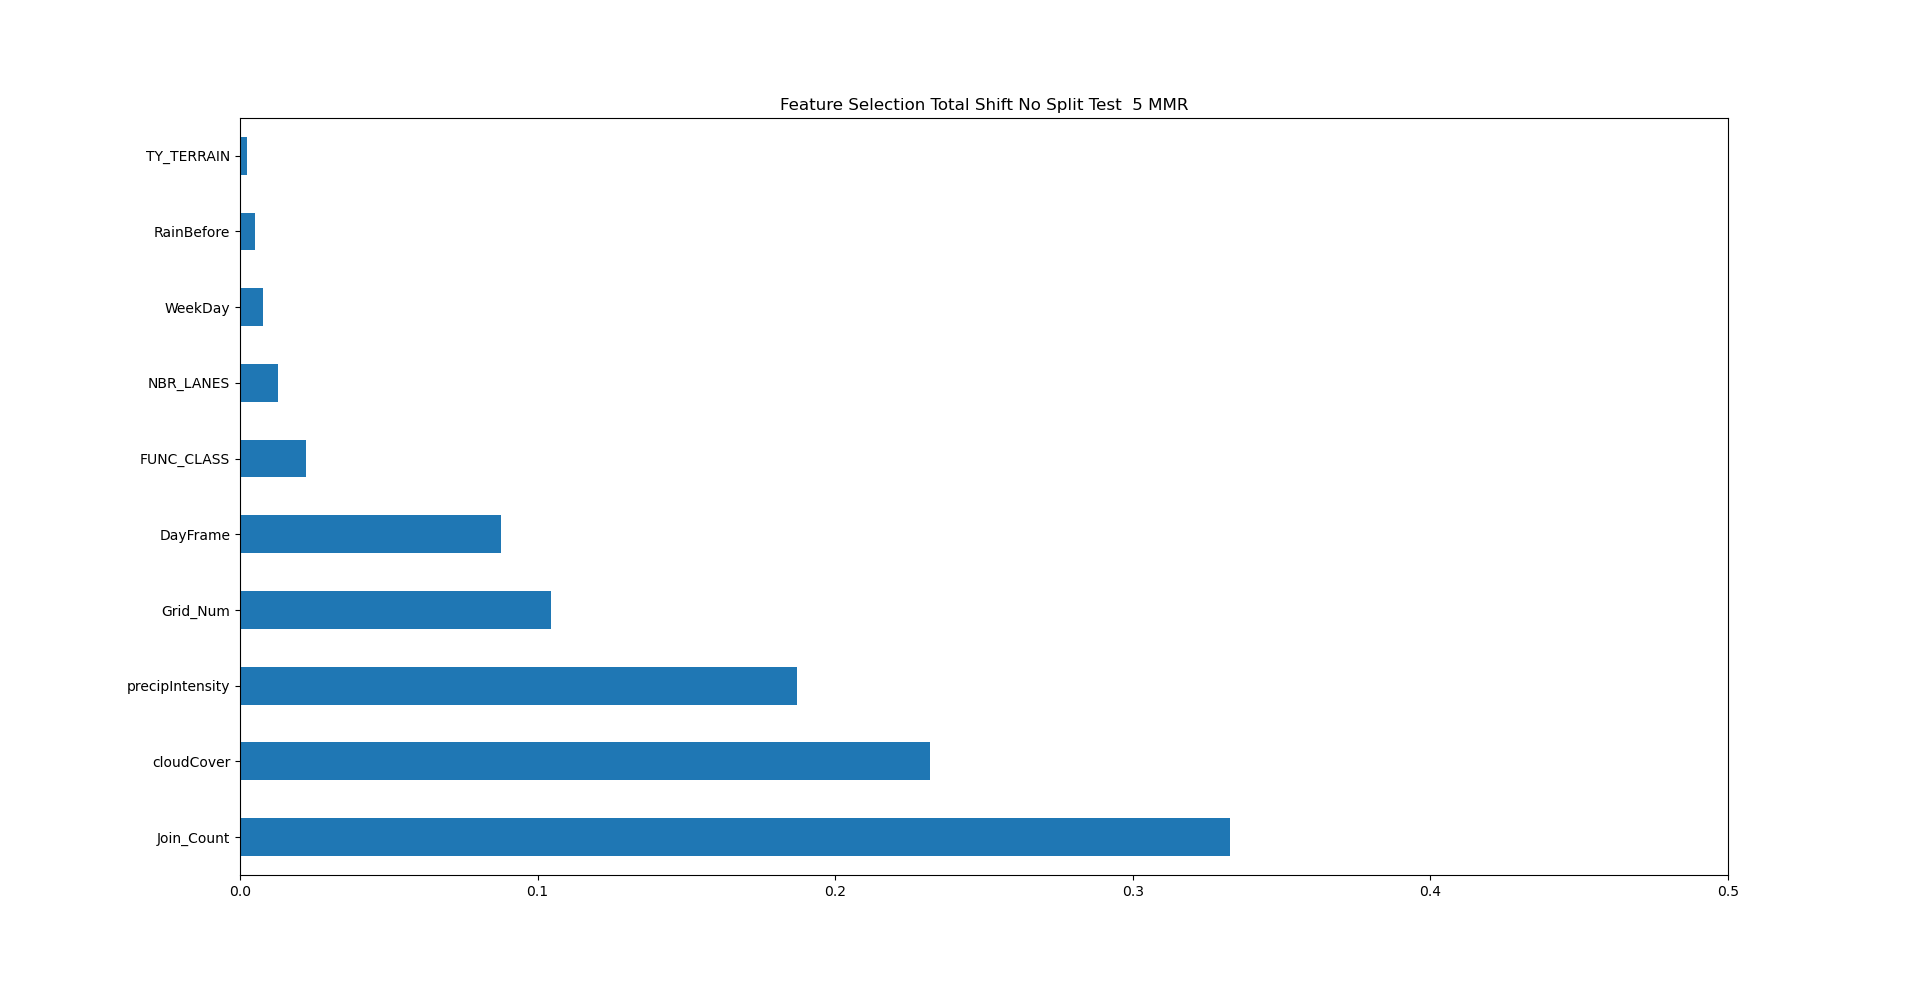 Feature Selection Total Shift No Split Test  5 MMR
TY_TERRAIN
RainBefore
WeekDay
NBR_LANES
FUNC_CLASS
DayFrame
Grid_Num
precipIntensity
cloudCover
Join_Count
0.0 0.1 0.2 0.3 0.4 0.5